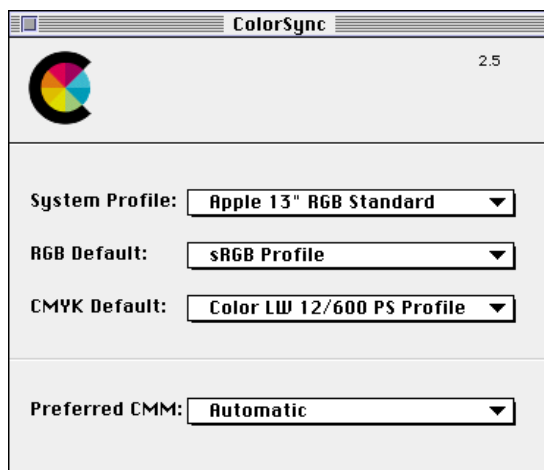 ColorSync
2.5
System Profile: Apple 13" RGB Standard
RGB Default: sRGB Profile
CMYK Default: Color LW 12/600 PS Profile
Preferred CMM: Automatic